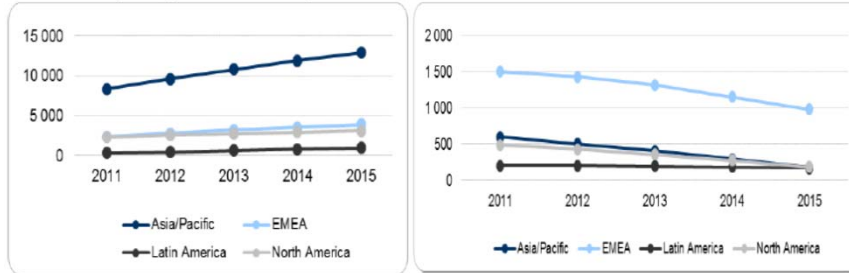 15 000
10 000
5 000
0
2011 2012 2013 2014 2015
Asia/Pacific EMEA
Latin America North America
2 000
1 500
1 000
500
0
2011 2012 2013 2014 2015
Asia/Pacific EMEA Latin America North America